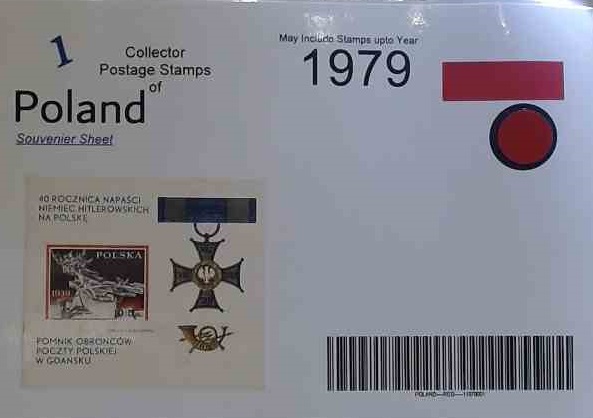 1
Collector
Postage Stamps
of
Poland
Souvenier Sheet
May Include Stamps upto Year
1979
40 ROCZNICA NAPAŚCI
NIEMIEC HITLEROWSKICH
NA POLSKĘ
POLSKA
1939
POMNIK OBROŃCÓW
POCZTY POLSKIEJ
W GDAŃSKU